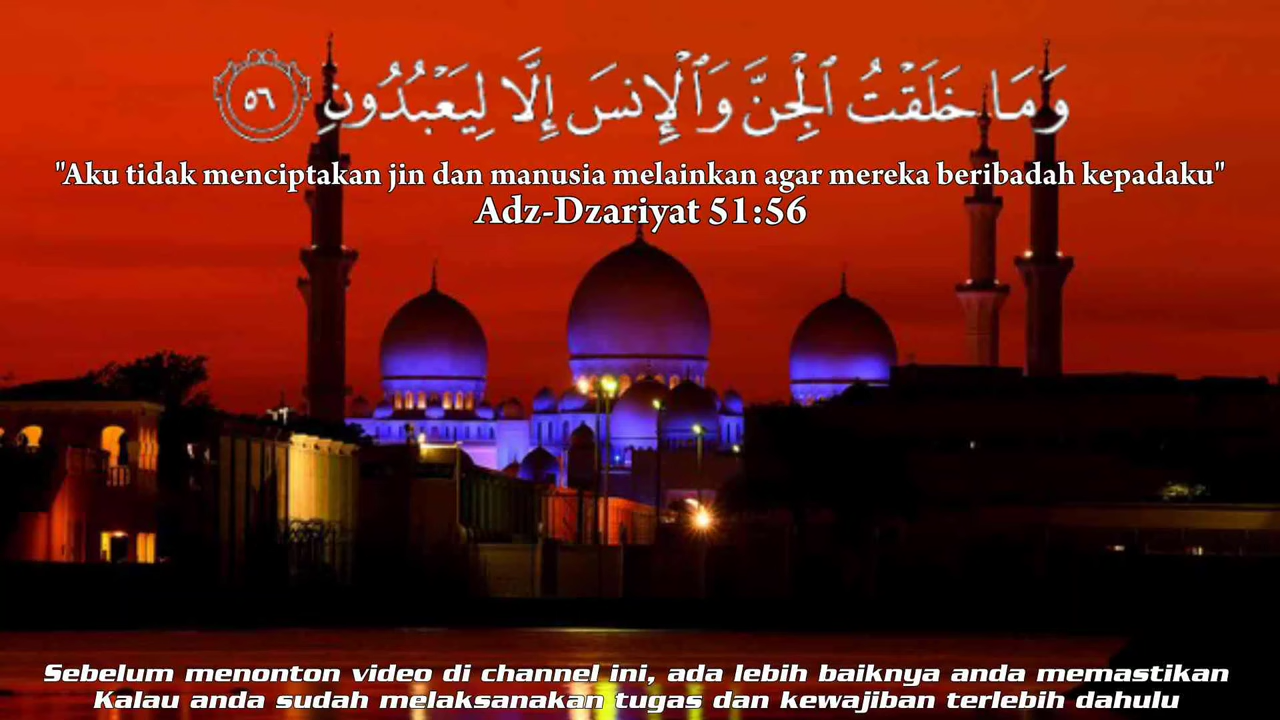 وَمَا خَلَقْتُ ٱلْجِنَّ وَٱلْإِنسَ إِلَّا لِيَعْبُدُونِ ٥٦
"Aku tidak menciptakan jin dan manusia melainkan agar mereka beribadah kepadaku"
Adz-Dzariyat 51:56
Sebelum menonton video di channel ini, ada lebih baiknya anda memastikan
Kalau anda sudah melaksanakan tugas dan kewajiban terlebih dahulu